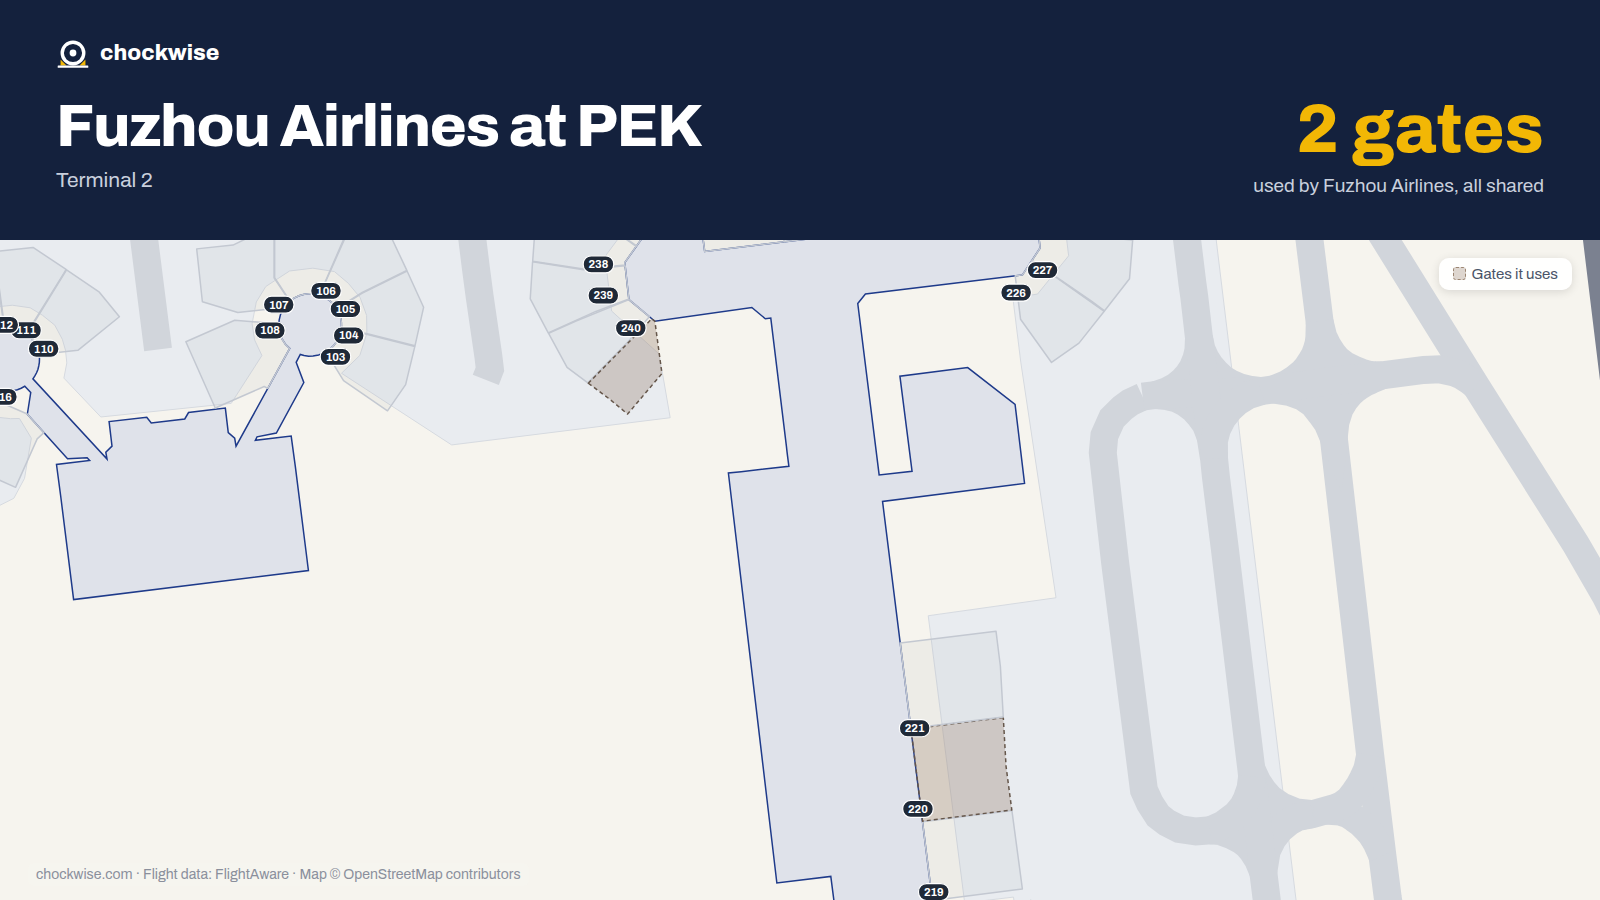 chockwise
Fuzhou Airlines at PEK
Terminal 2
2 gates
used by Fuzhou Airlines, all shared
Gates it uses
238
227
239
226
106
107
105
12
111
108
240
104
110
103
16
221
220
219
chockwise.com · Flight data: FlightAware · Map © OpenStreetMap contributors